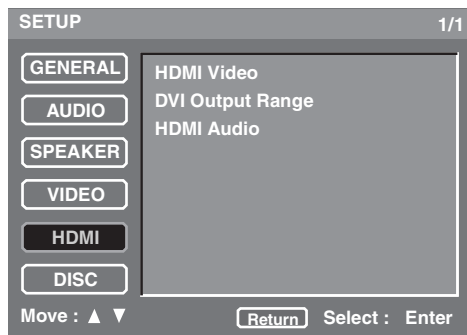 SETUP 1/1
GENERAL
AUDIO
SPEAKER
VIDEO
HDMI
DISC
HDMI Video
DVI Output Range
HDMI Audio
Move : ▲ ▼ Return Select : Enter